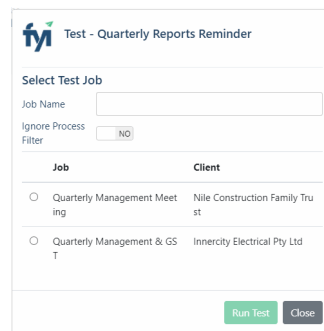 fyi Test - Quarterly Reports Reminder
Select Test Job
Job Name
Ignore Process
Filter NO
Job Client
Quarterly Management Meet Nile Construction Family Tru
ing st
Quarterly Management & GS Innercity Electrical Pty Ltd
T
Run Test Close